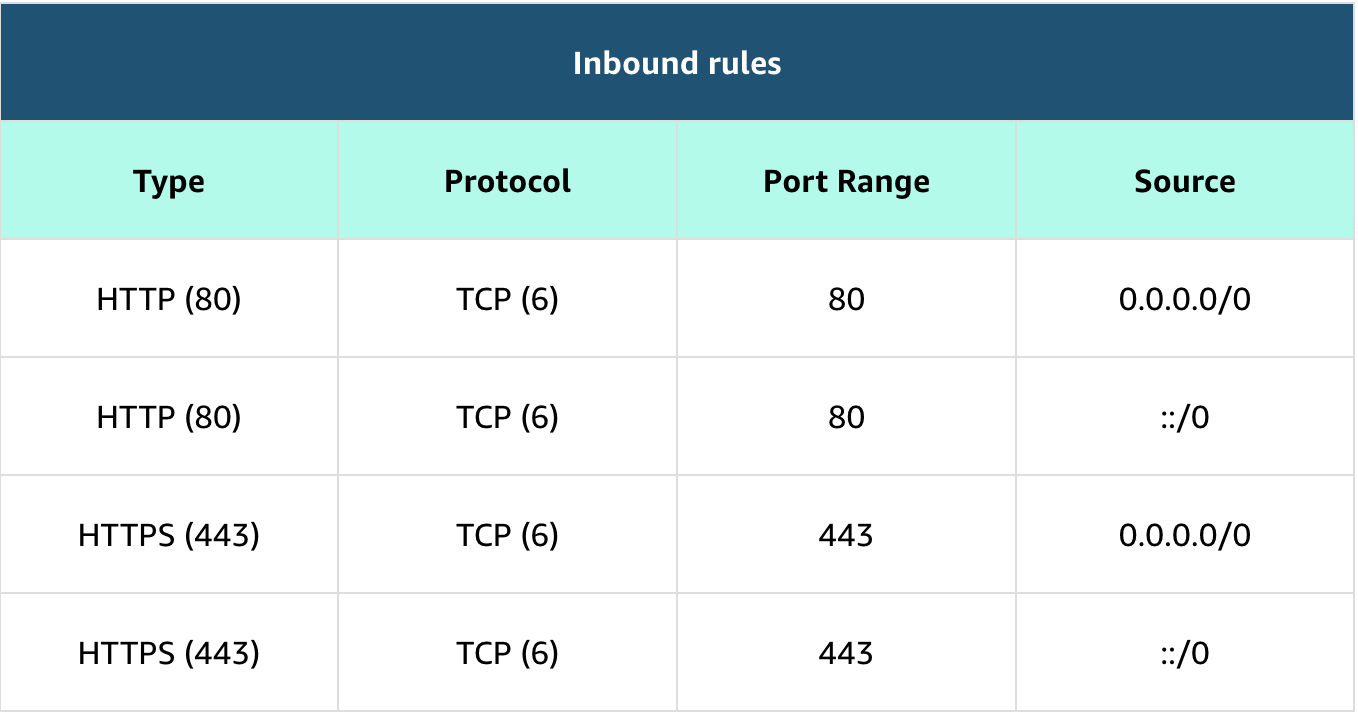 Inbound rules
Type Protocol Port Range Source
HTTP (80) TCP (6) 80 0.0.0.0/0
HTTP (80) TCP (6) 80 ::/0
HTTPS (443) TCP (6) 443 0.0.0.0/0
HTTPS (443) TCP (6) 443 ::/0